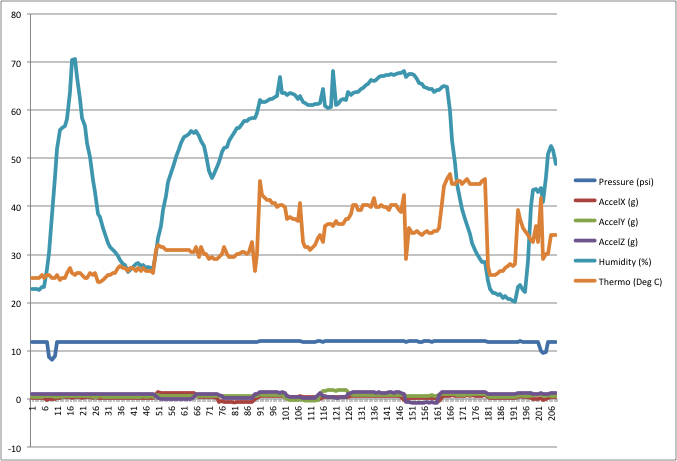 80
70
60
50
40
30
20
10
0
-10
1 6 11 16 21 26 31 36 41 46 51 56 61 66 71 76 81 86 91 96 101 106 111 116 121 126 131 136 141 146 151 156 161 166 171 176 181 186 191 196 201 206
Pressure (psi)
AccelX (g)
AccelY (g)
AccelZ (g)
Humidity (%)
Thermo (Deg C)